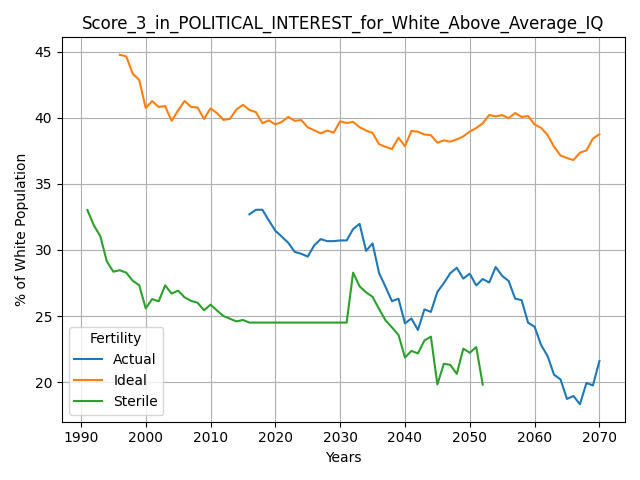 Score_3_in_POLITICAL_INTEREST_for_White_Above_Average_IQ
% of White Population
45
40
35
30
25
20
Fertility
Actual
Ideal
Sterile
1990
2000
2010
2020
2030
2040
2050
2060
2070
Years